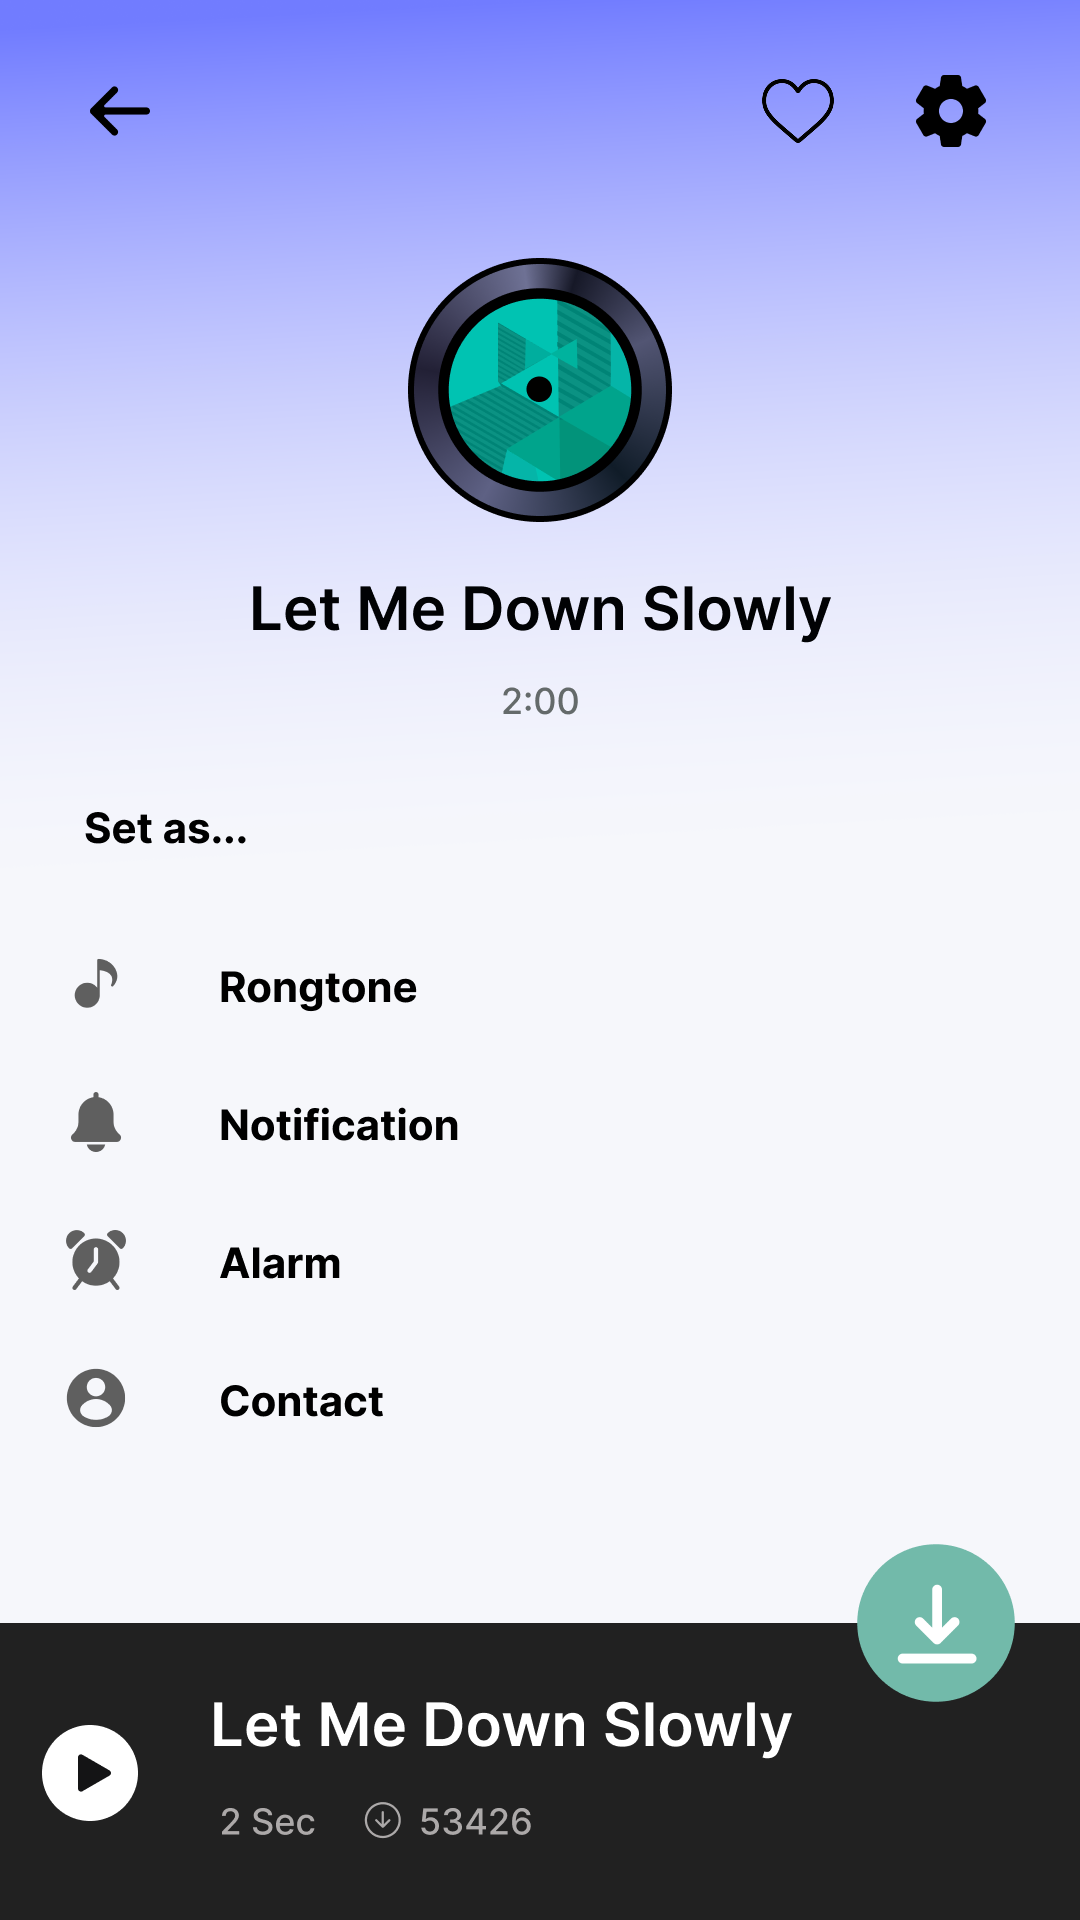 Let Me Down Slowly
2:00
Set as...
Rongtone
Notification
Alarm
Contact
Let Me Down Slowly
2 Sec 53426